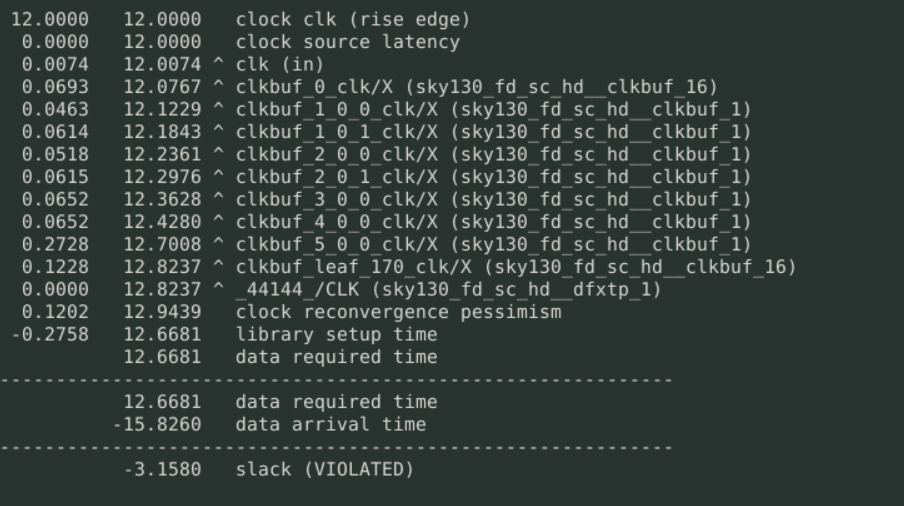 12.0000 12.0000 clock clk (rise edge)
0.0000 12.0000 clock source latency
0.0074 12.0074 ^ clk (in)
0.0693 12.0767 ^ clkbuf_0_clk/X (sky130_fd_sc_hd__clkbuf_16)
0.0463 12.1229 ^ clkbuf_1_0_0_clk/X (sky130_fd_sc_hd__clkbuf_1)
0.0614 12.1843 ^ clkbuf_1_0_1_clk/X (sky130_fd_sc_hd__clkbuf_1)
0.0518 12.2361 ^ clkbuf_2_0_0_clk/X (sky130_fd_sc_hd__clkbuf_1)
0.0615 12.2976 ^ clkbuf_2_0_1_clk/X (sky130_fd_sc_hd__clkbuf_1)
0.0652 12.3628 ^ clkbuf_3_0_0_clk/X (sky130_fd_sc_hd__clkbuf_1)
0.0652 12.4280 ^ clkbuf_4_0_0_clk/X (sky130_fd_sc_hd__clkbuf_1)
0.2728 12.7008 ^ clkbuf_5_0_0_clk/X (sky130_fd_sc_hd__clkbuf_1)
0.1228 12.8237 ^ clkbuf_leaf_170_clk/X (sky130_fd_sc_hd__clkbuf_16)
0.0000 12.8237 ^ _44144_/CLK (sky130_fd_sc_hd__dfxtp_1)
0.1202 12.9439 clock reconvergence pessimism
-0.2758 12.6681 library setup time
12.6681 data required time
---------------------------------------------------------
12.6681 data required time
-15.8260 data arrival time
---------------------------------------------------------
-3.1580 slack (VIOLATED)